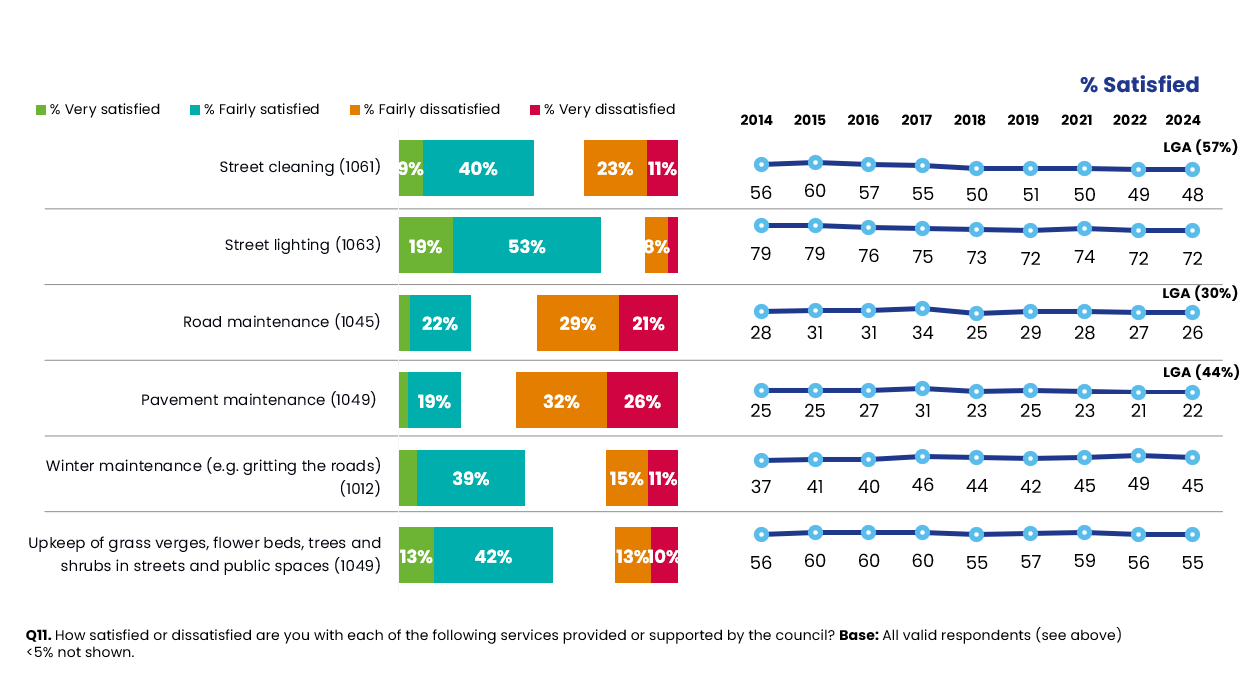 % Satisfied
% Very satisfied % Fairly satisfied % Fairly dissatisfied % Very dissatisfied
2014 2015 2016 2017 2018 2019 2021 2022 2024
LGA (57%)
Street cleaning (1061) 9% 40% 23% 11%
56 60 57 55 50 51 50 49 48
Street lighting (1063) 19% 53% 8%
79 79 76 75 73 72 74 72 72
LGA (30%)
Road maintenance (1045) 22% 29% 21%
28 31 31 34 25 29 28 27 26
LGA (44%)
Pavement maintenance (1049) 19% 32% 26%
25 25 27 31 23 25 23 21 22
Winter maintenance (e.g. gritting the roads)
(1012) 39% 15% 11%
37 41 40 46 44 42 45 49 45
Upkeep of grass verges, flower beds, trees and
shrubs in streets and public spaces (1049) 13% 42% 13% 10%
56 60 60 60 55 57 59 56 55
Q11. How satisfied or dissatisfied are you with each of the following services provided or supported by the council? Base: All valid respondents (see above)
<5% not shown.